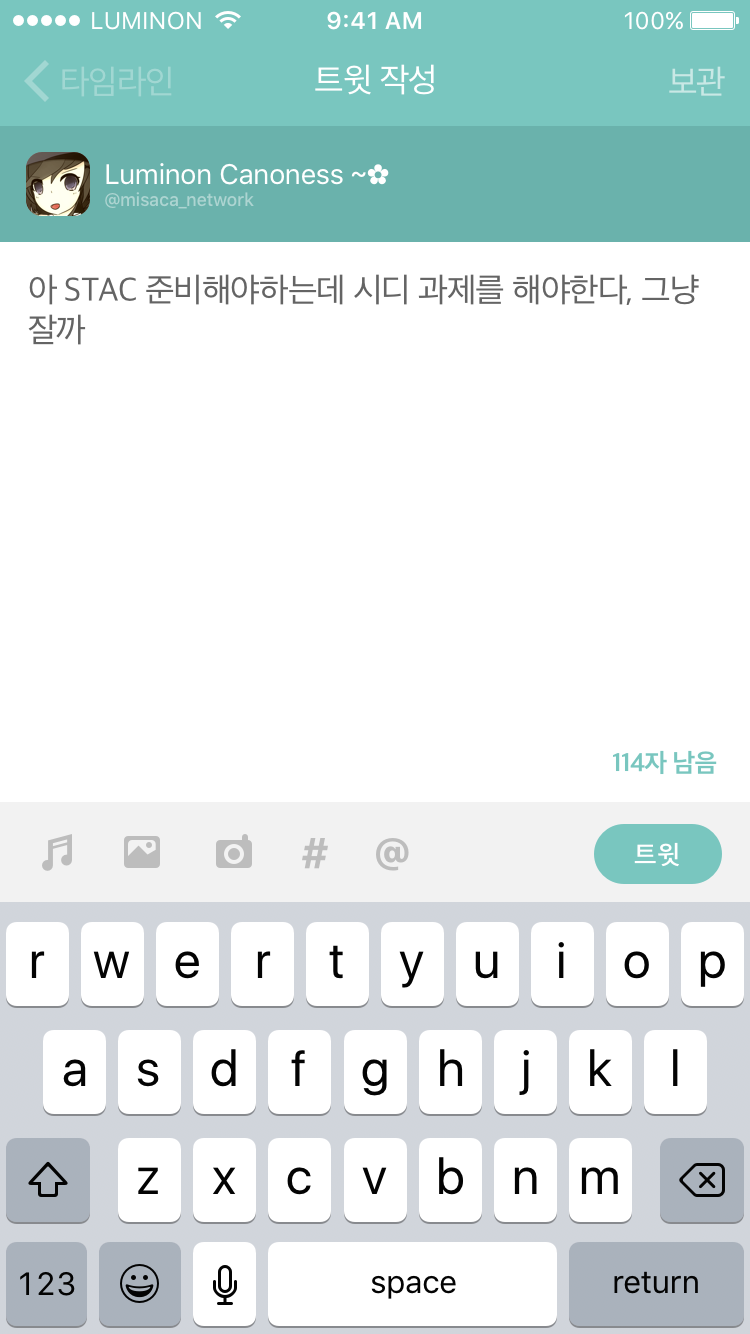 LUMINON 9:41 AM 100%
타임라인 트윗 작성 보관
Luminon Canoness ~✿
@misaca_network
아 STAC 준비해야하는데 시디 과제를 해야한다, 그냥
잘까
114자 남음
# @ 트윗
r w e r t y u i o p
a s d f g h j k l
z x c v b n m
123 space return